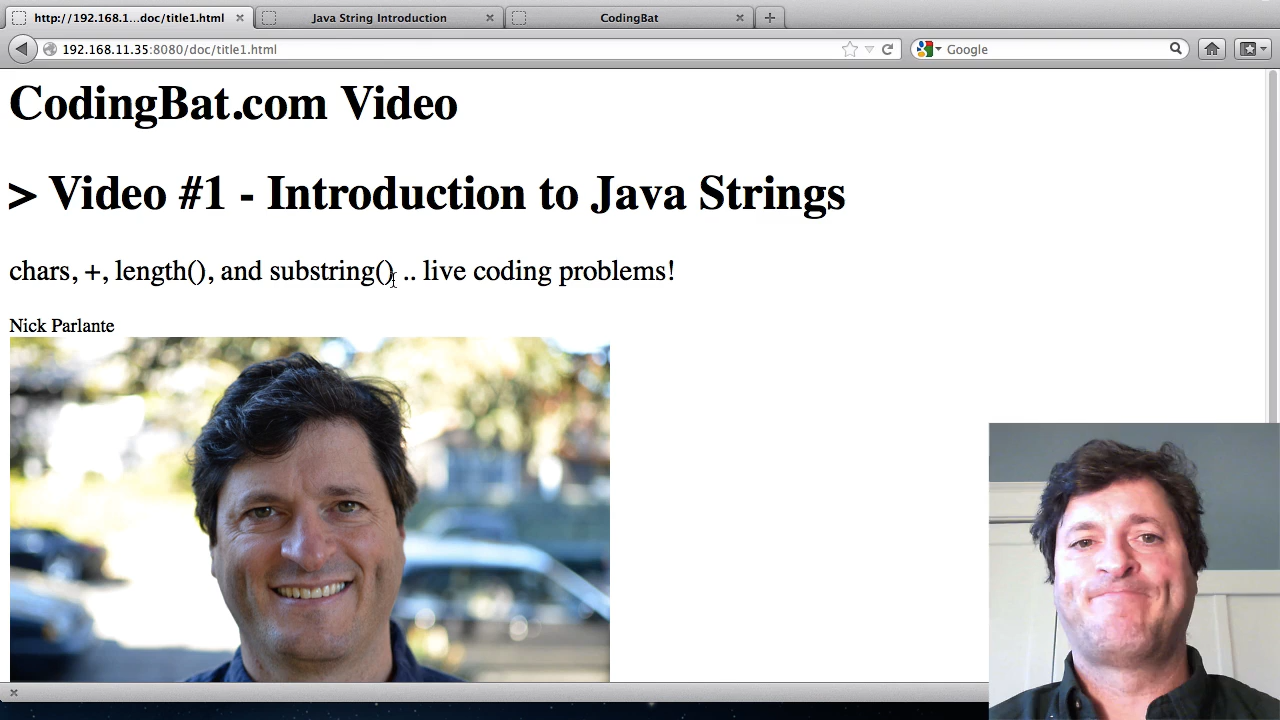 http://192.168.1...doc/title1.html
Java String Introduction
CodingBat
192.168.11.35:8080/doc/title1.html
Google
CodingBat.com Video
> Video #1 - Introduction to Java Strings
chars, +, length(), and substring() .. live coding problems!
Nick Parlante